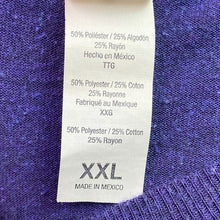 50% Poliéster / 25% Algodón
25% Rayón
Hecho en México
TTG
50% Polyester / 25% Coton
25% Rayonne
Fabriqué au Mexique
XXG
50% Polyester / 25% Cotton
25% Rayon
XXL
MADE IN MEXICO